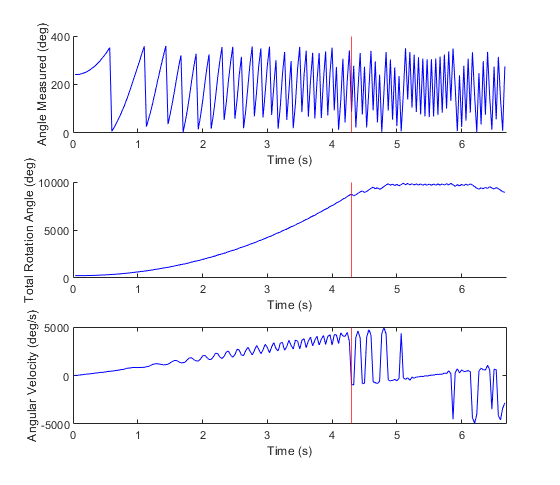 Angle Measured (deg)
400
200
0
0 1 2 3 4 5 6
Time (s)
Total Rotation Angle (deg)
10000
5000
0
0 1 2 3 4 5 6
Time (s)
Angular Velocity (deg/s)
5000
0
-5000
0 1 2 3 4 5 6
Time (s)